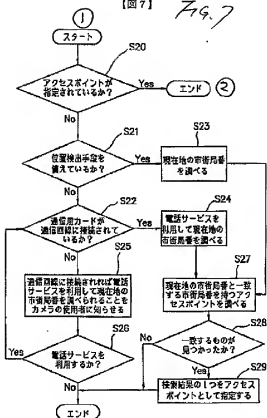 【図7】
FIG. 7
①
スタート
S20
アクセスポイントが
指定されているか?
Yes
エンド
②
No
S21
位置検出手段を
備えているか?
Yes
S23
現在地の市街局番
を調べる
No
S22
通信用カードが
通信回線に接続されて
いるか?
Yes
S24
電話サービスを
利用して現在地の
市街局番を調べる
No
S25
通信回線に接続されれば電話
サービスを利用して現在地の
市街局番を調べられることを
カメラの使用者に知らせる
S27
現在地の市街局番と一致
する市街局番を持つアクセス
ポイントを調べる
S26
電話サービスを
利用するか?
Yes
No
S28
一致するものが
見つかったか?
No
Yes
S29
検索結果の1つをアクセス
ポイントとして指定する
エンド